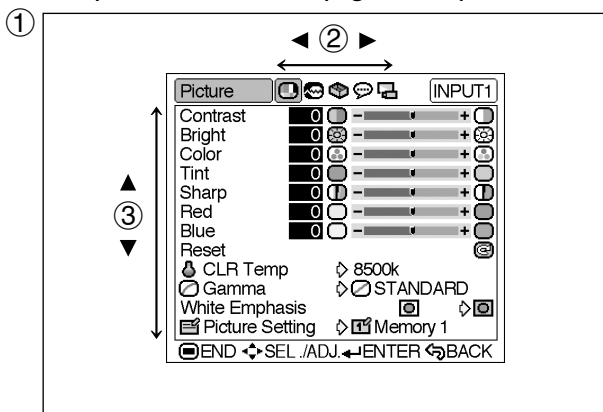 ①
◄ ② ►
Picture INPUT1
Contrast 0 - +
Bright 0 - +
Color 0 - +
Tint 0 - +
▲
Sharp 0 - +
③
Red 0 - +
▼
Blue 0 - +
Reset
CLR Temp 8500k
Gamma STANDARD
White Emphasis
Picture Setting 1 Memory 1
END SEL ./ADJ. ENTER BACK